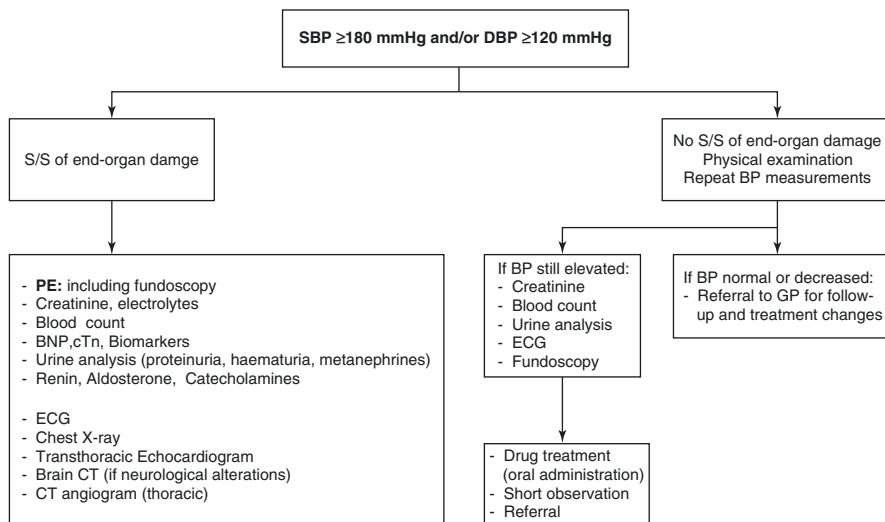 SBP ≥180 mmHg and/or DBP ≥120 mmHg
S/S of end-organ damge
No S/S of end-organ damage
Physical examination
Repeat BP measurements
- PE: including fundoscopy
- Creatinine, electrolytes
- Blood count
- BNP,cTn, Biomarkers
- Urine analysis (proteinuria, haematuria, metanephrines)
- Renin, Aldosterone, Catecholamines
- ECG
- Chest X-ray
- Transthoracic Echocardiogram
- Brain CT (if neurological alterations)
- CT angiogram (thoracic)
If BP still elevated:
- Creatinine
- Blood count
- Urine analysis
- ECG
- Fundoscopy
If BP normal or decreased:
- Referral to GP for follow-
up and treatment changes
- Drug treatment
(oral administration)
- Short observation
- Referral